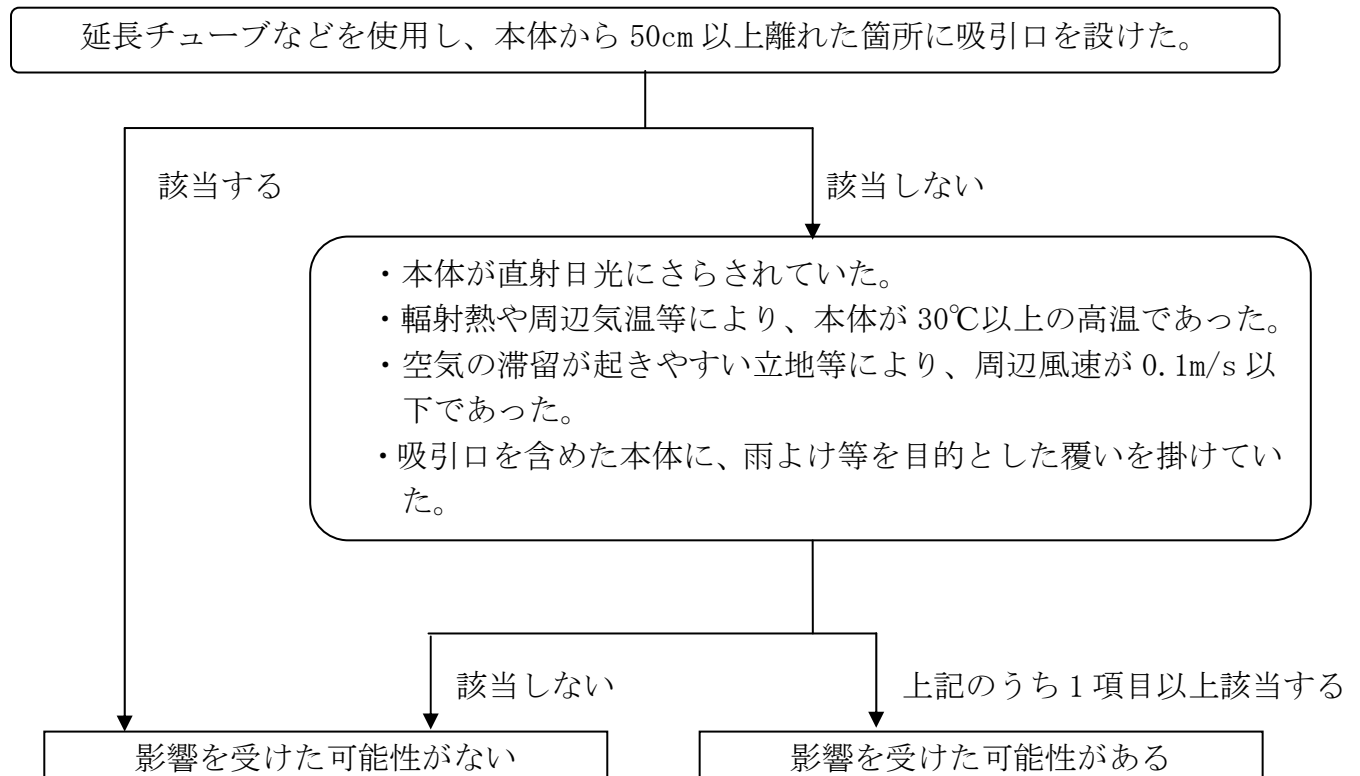 延長チューブなどを使用し、本体から 50cm 以上離れた箇所に吸引口を設けた。
該当する
該当しない
・本体が直射日光にさらされていた。
・輻射熱や周辺気温等により、本体が 30℃以上の高温であった。
・空気の滞留が起きやすい立地等により、周辺風速が 0.1m/s 以
下であった。
・吸引口を含めた本体に、雨よけ等を目的とした覆いを掛けてい
た。
該当しない
上記のうち 1 項目以上該当する
影響を受けた可能性がない
影響を受けた可能性がある